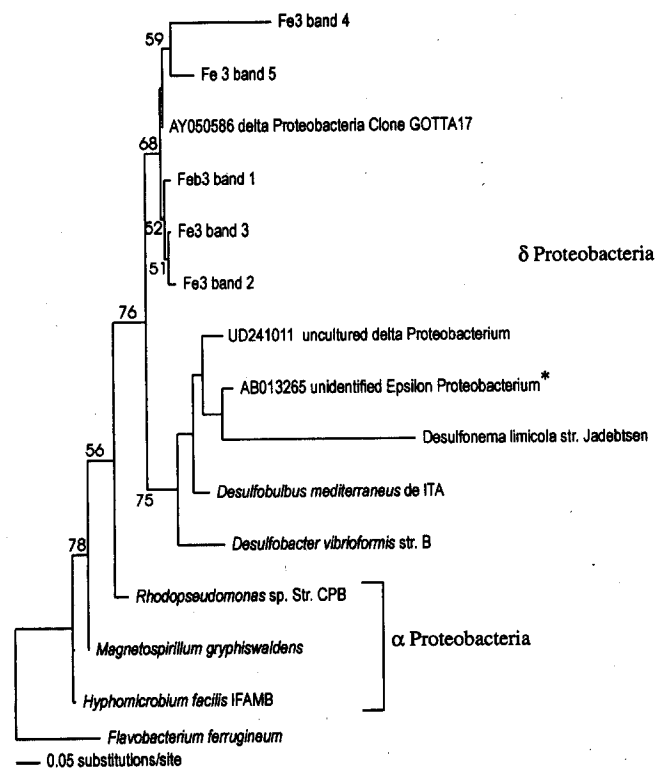 59
Fe3 band 4
Fe 3 band 5
AY050586 delta Proteobacteria Clone GOTTA17
68
Feb3 band 1
52
Fe3 band 3
δ Proteobacteria
51
Fe3 band 2
76
UD241011 uncultured delta Proteobacterium
AB013265 unidentified Epsilon Proteobacterium*
Desulfonema limicola str. Jadebtsen
56
75
Desulfobulbus mediterraneus de ITA
Desulfobacter vibrioformis str. B
78
Rhodopseudomonas sp. Str. CPB
α Proteobacteria
Magnetospirillum gryphiswaldens
Hyphomicrobium facilis IFAMB
Flavobacterium ferrugineum
0.05 substitutions/site